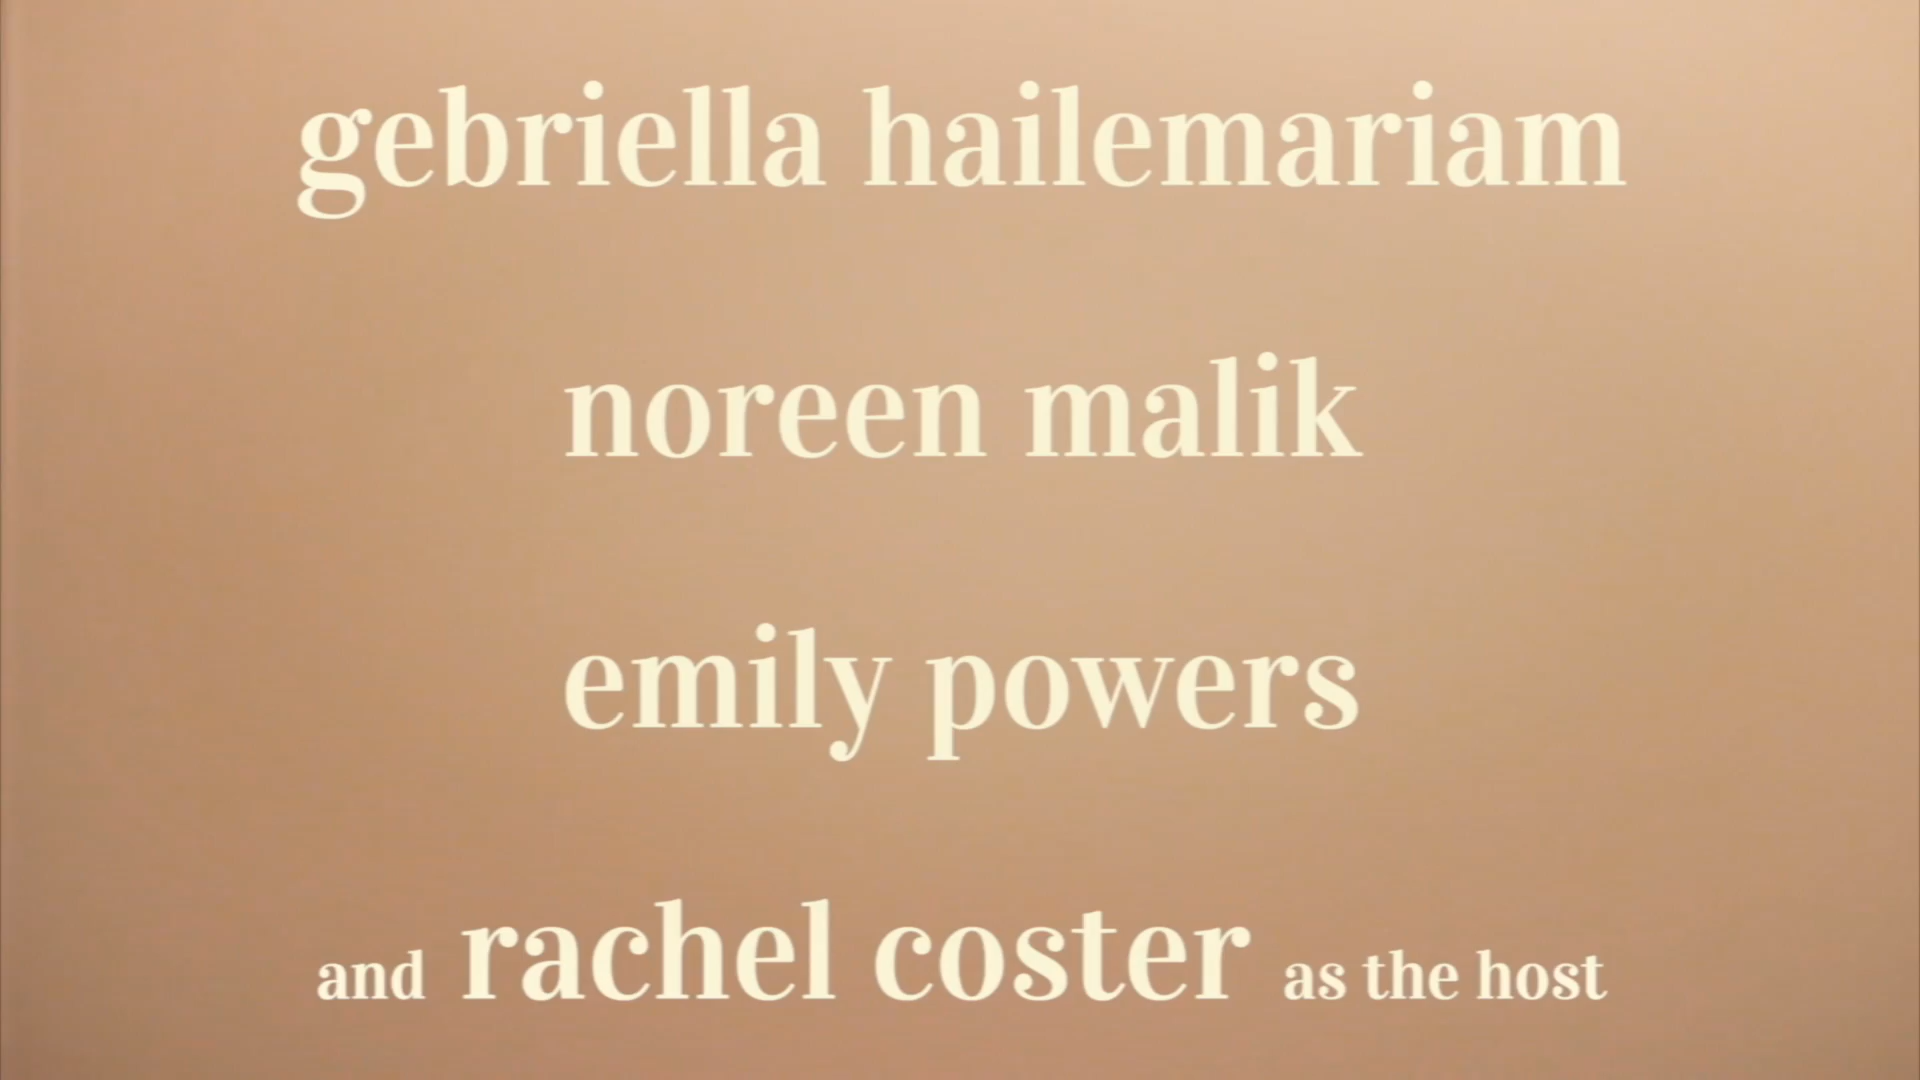 gebriella hailemariam
noreen malik
emily powers
and rachel coster as the host